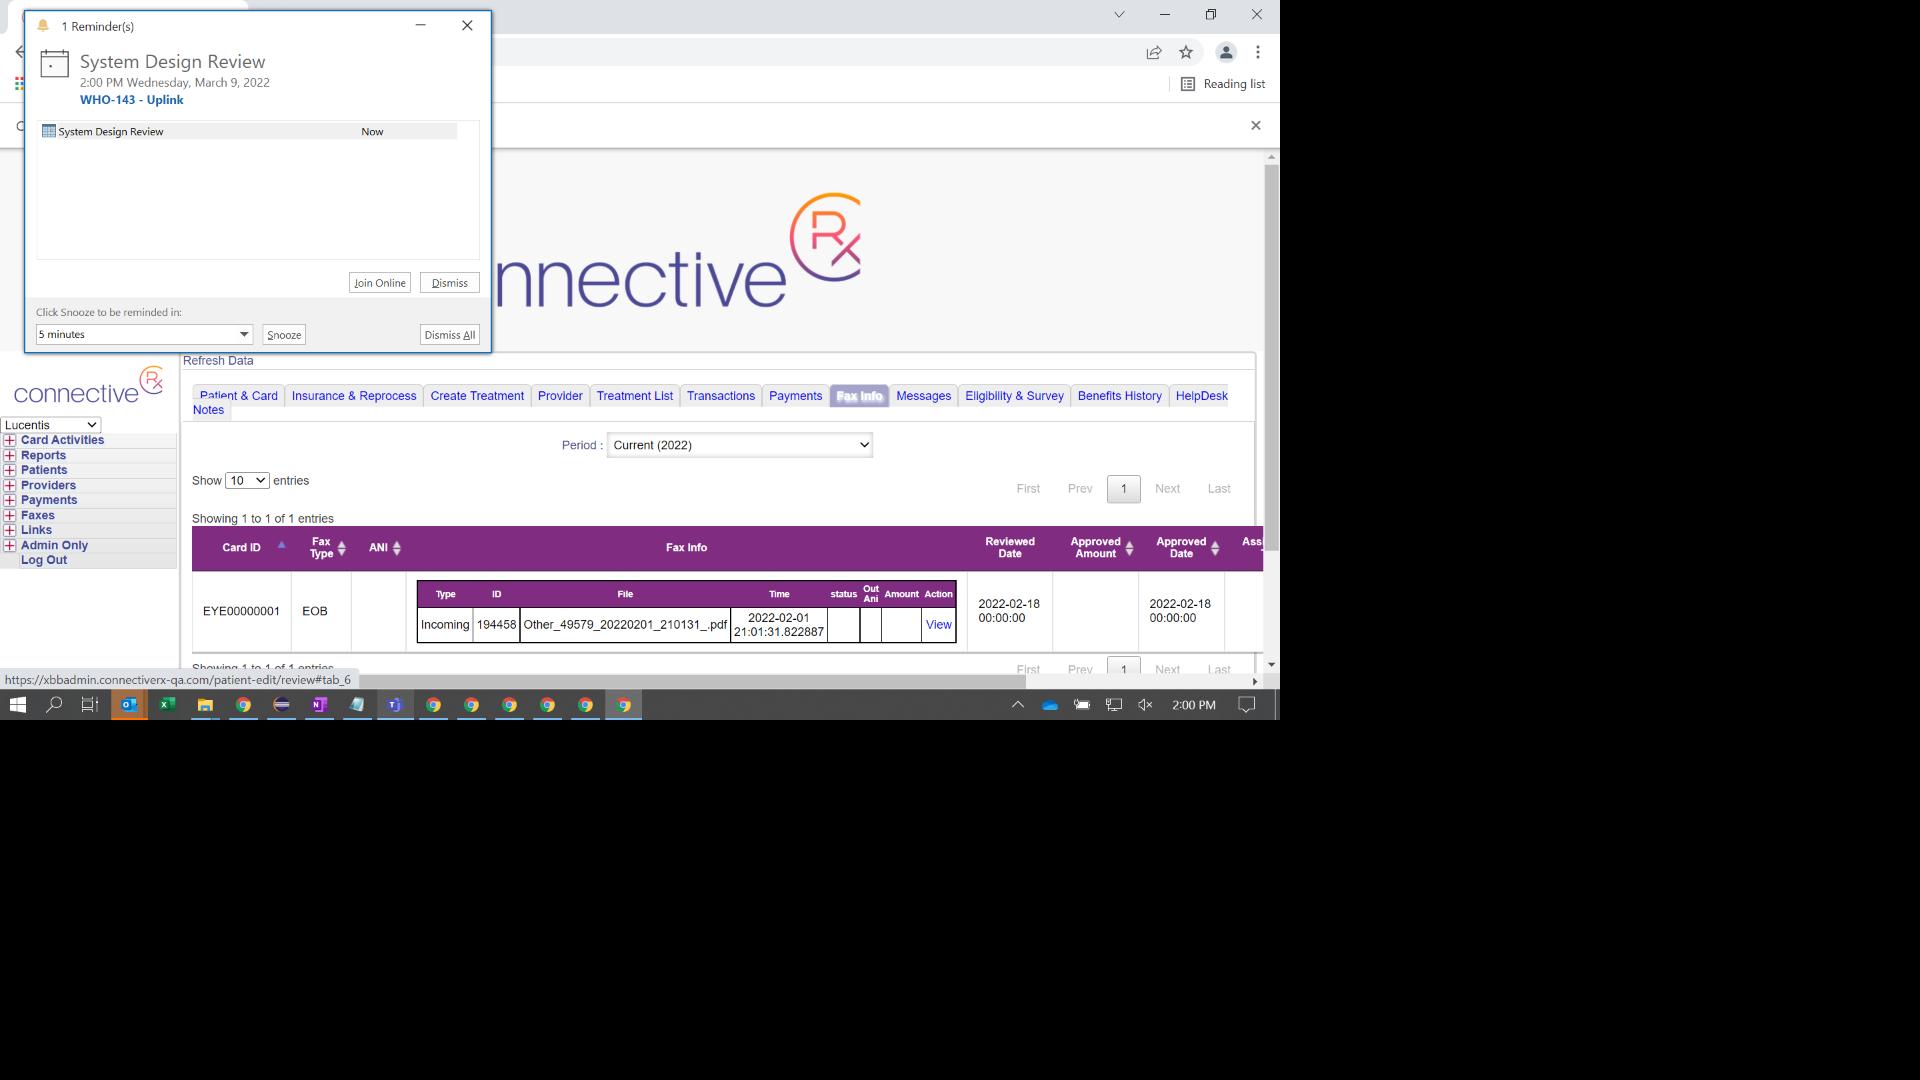 1 Reminder(s)
System Design Review
2:00 PM Wednesday, March 9, 2022
WHO-143 - Uplink
System Design Review Now
Join Online Dismiss
Click Snooze to be reminded in:
5 minutes Snooze Dismiss All
Reading list
nnective Rx
connective Rx
Lucentis
Card Activities
Reports
Patients
Providers
Payments
Faxes
Links
Admin Only
Log Out
Refresh Data
Patient & Card Insurance & Reprocess Create Treatment Provider Treatment List Transactions Payments Fax Info Messages Eligibility & Survey Benefits History HelpDesk
Notes
Period : Current (2022)
Show 10 entries
First Prev 1 Next Last
Showing 1 to 1 of 1 entries
Card ID Fax Type ANI Fax Info Reviewed Date Approved Amount Approved Date Assi
Type ID File Time status Out Ani Amount Action
EYE00000001 EOB Incoming 194458 Other_49579_20220201_210131_.pdf 2022-02-01 21:01:31.822887 View 2022-02-18 00:00:00 2022-02-18 00:00:00
Showing 1 to 1 of 1 entries
First Prev 1 Next Last
https://xbbadmin.connectiverx-qa.com/patient-edit/review#tab_6
2:00 PM